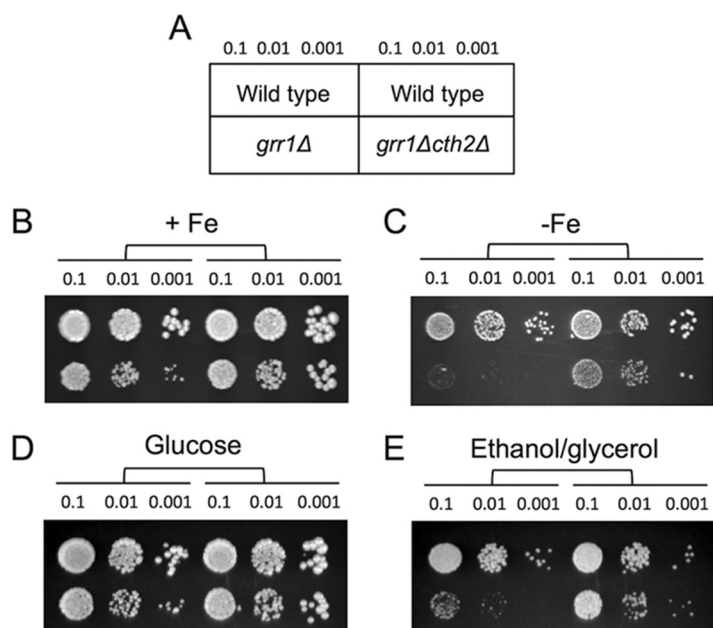 A
0.1 0.01 0.001 0.1 0.01 0.001
Wild type Wild type
grr1Δ grr1Δcth2Δ
B
+ Fe
0.1 0.01 0.001 0.1 0.01 0.001
C
-Fe
0.1 0.01 0.001 0.1 0.01 0.001
D
Glucose
0.1 0.01 0.001 0.1 0.01 0.001
E
Ethanol/glycerol
0.1 0.01 0.001 0.1 0.01 0.001